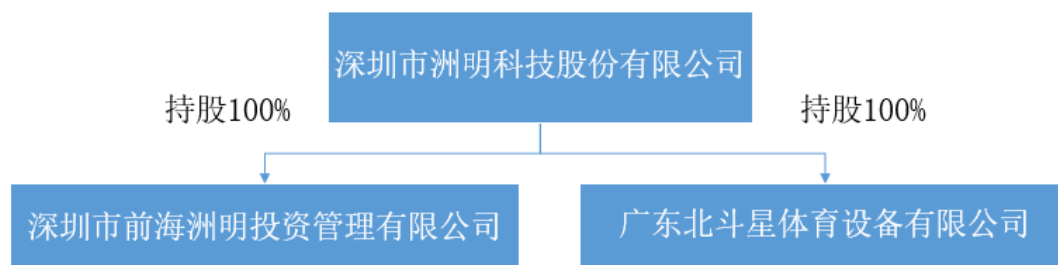 深圳市洲明科技股份有限公司
持股100%
持股100%
深圳市前海洲明投资管理有限公司
广东北斗星体育设备有限公司